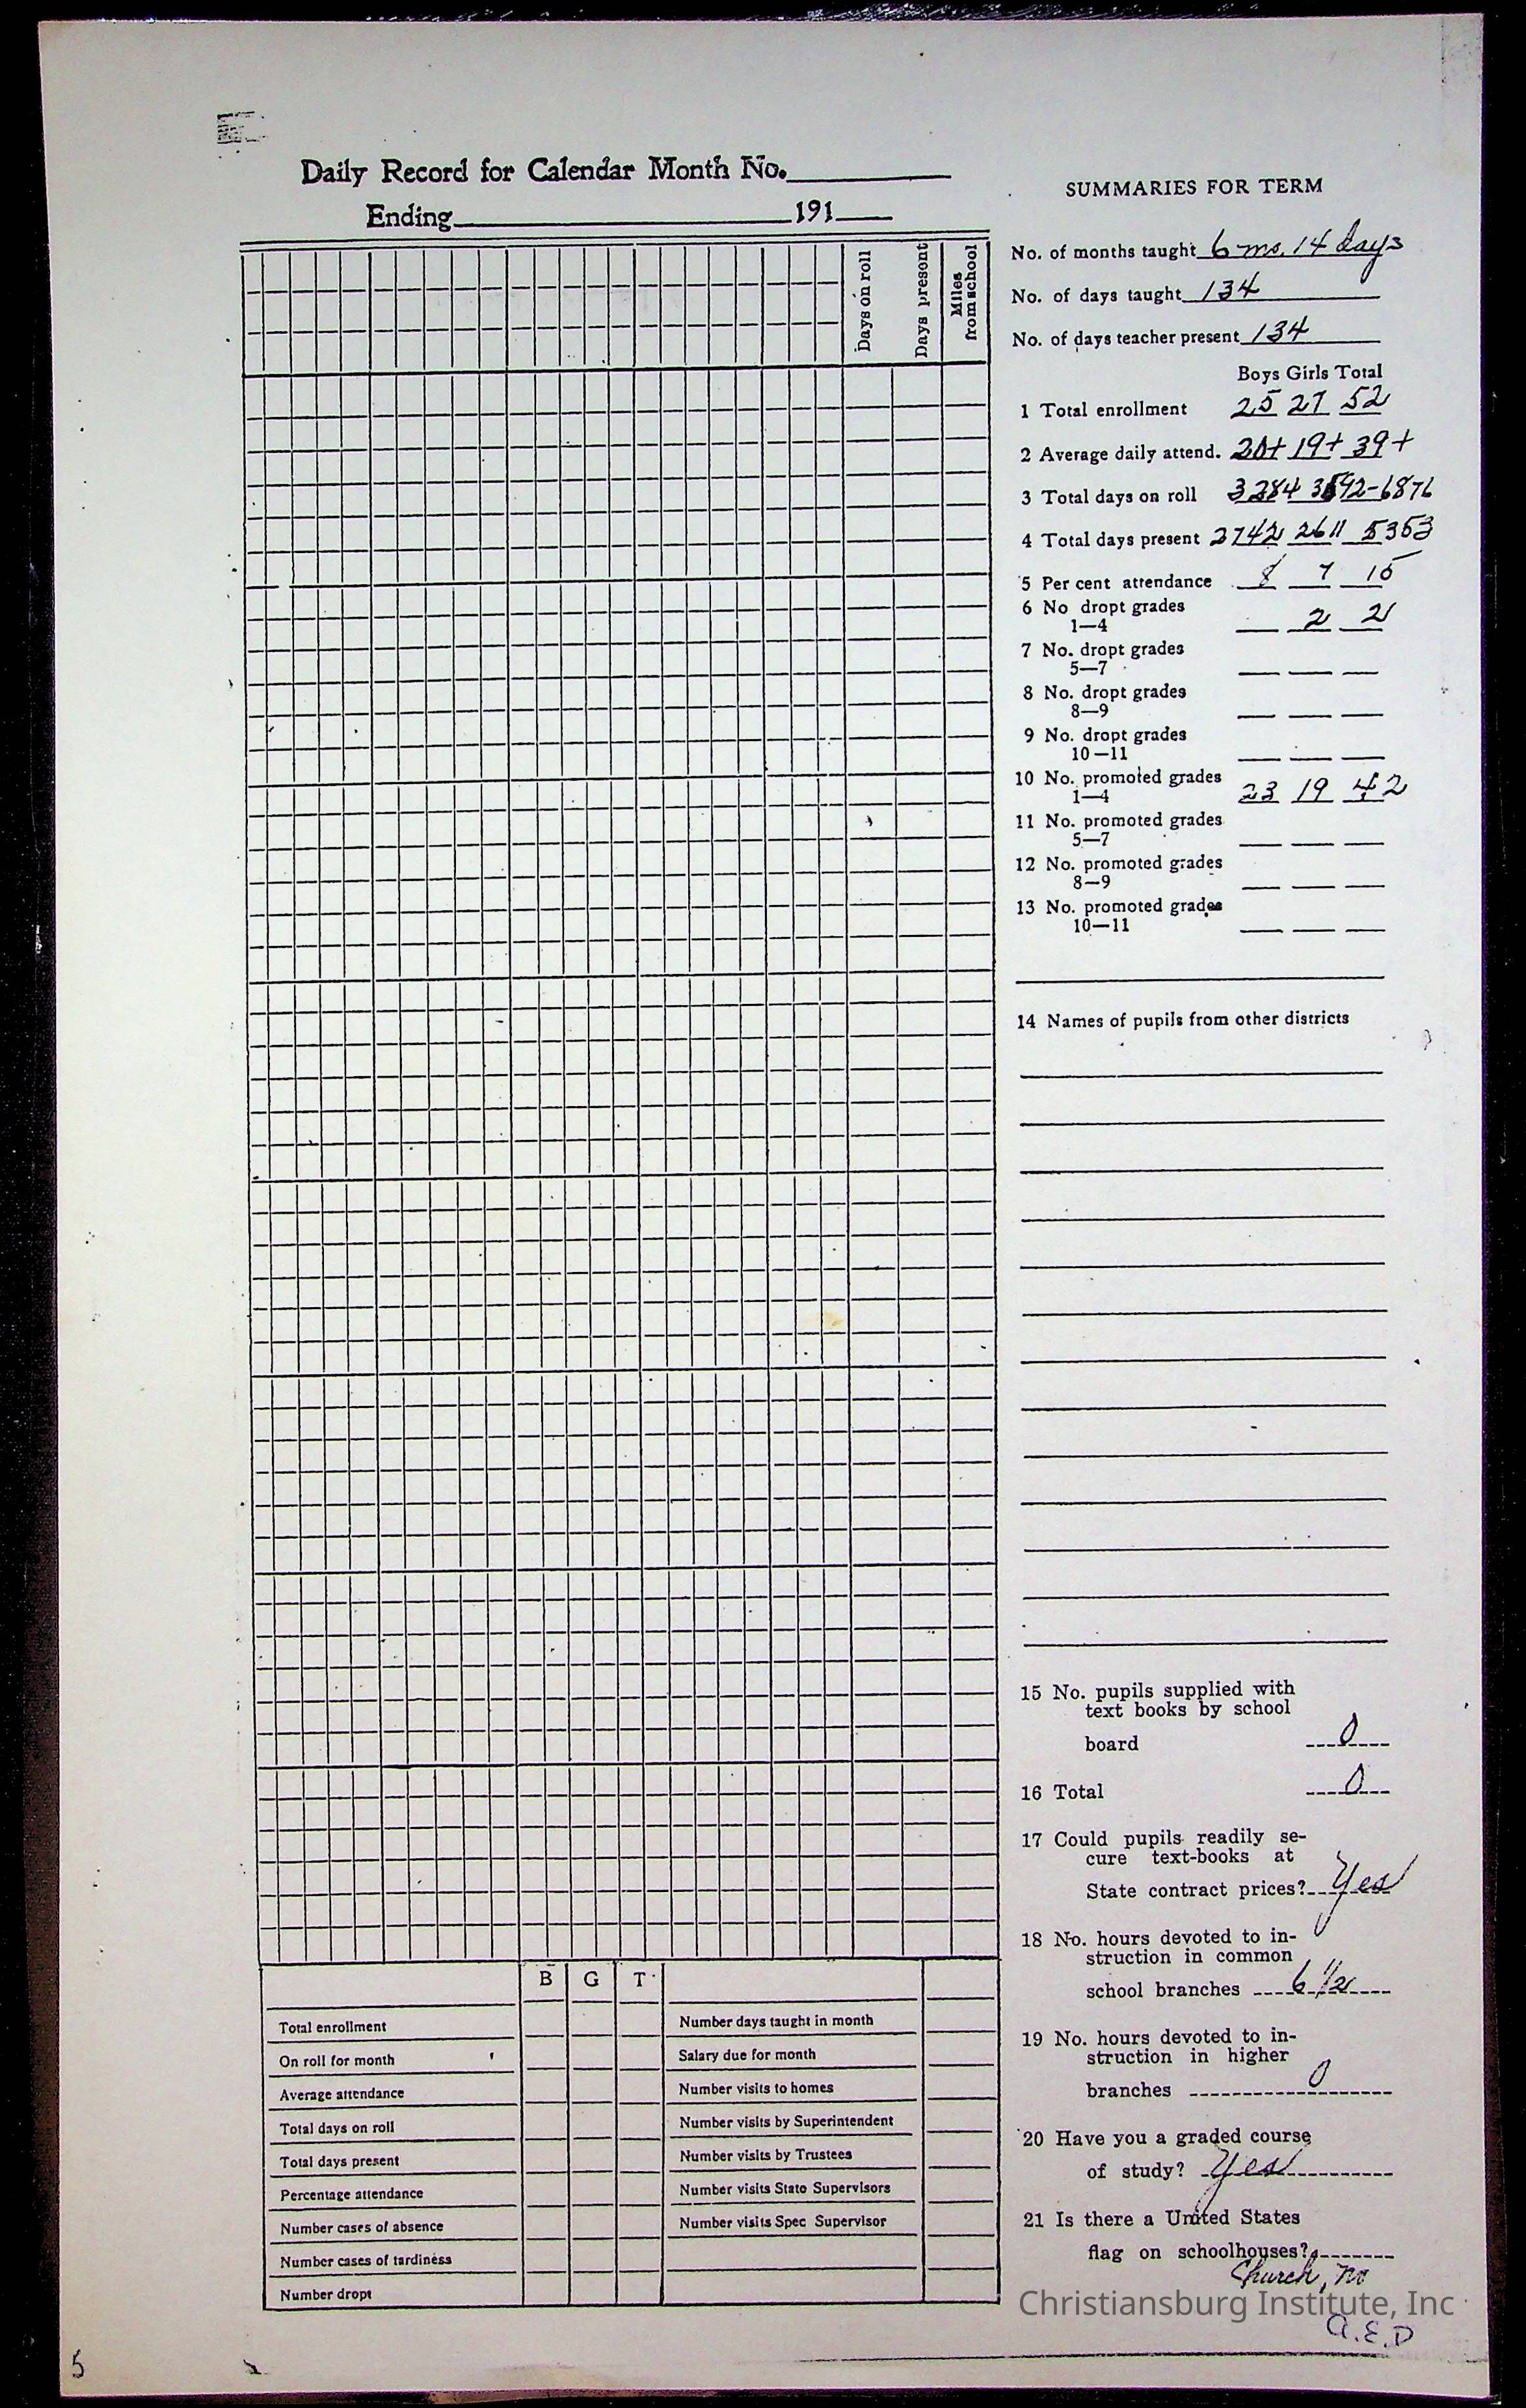 Daily Record for Calendar Month No.
Ending 191
Days on roll
Days present
Miles from school
B G T
Total enrollment
On roll for month
Average attendance
Total days on roll
Total days present
Percentage attendance
Number cases of absence
Number cases of tardiness
Number dropt
Number days taught in month
Salary due for month
Number visits to homes
Number visits by Superintendent
Number visits by Trustees
Number visits State Supervisors
Number visits Spec Supervisor
SUMMARIES FOR TERM
No. of months taught 6 mo. 14 days
No. of days taught 134
No. of days teacher present 134
Boys Girls Total
1 Total enrollment 25 27 52
2 Average daily attend. 20+ 19+ 39+
3 Total days on roll 3284 3592-6876
4 Total days present 2742 2611 5353
5 Per cent attendance 8 7 15
6 No dropt grades
1—4 2 2
7 No. dropt grades
5—7
8 No. dropt grades
8—9
9 No. dropt grades
10—11
10 No. promoted grades
1—4 23 19 42
11 No. promoted grades
5—7
12 No. promoted grades
8—9
13 No. promoted grades
10—11
14 Names of pupils from other districts
15 No. pupils supplied with
text books by school
board 0
16 Total 0
17 Could pupils readily se-
cure text-books at
State contract prices? Yes
18 No. hours devoted to in-
struction in common
school branches 6 1/2
19 No. hours devoted to in-
struction in higher
branches 0
20 Have you a graded course
of study? Yes
21 Is there a United States
flag on schoolhouses?
Church, no
Christiansburg Institute, Inc
a.E.D
5